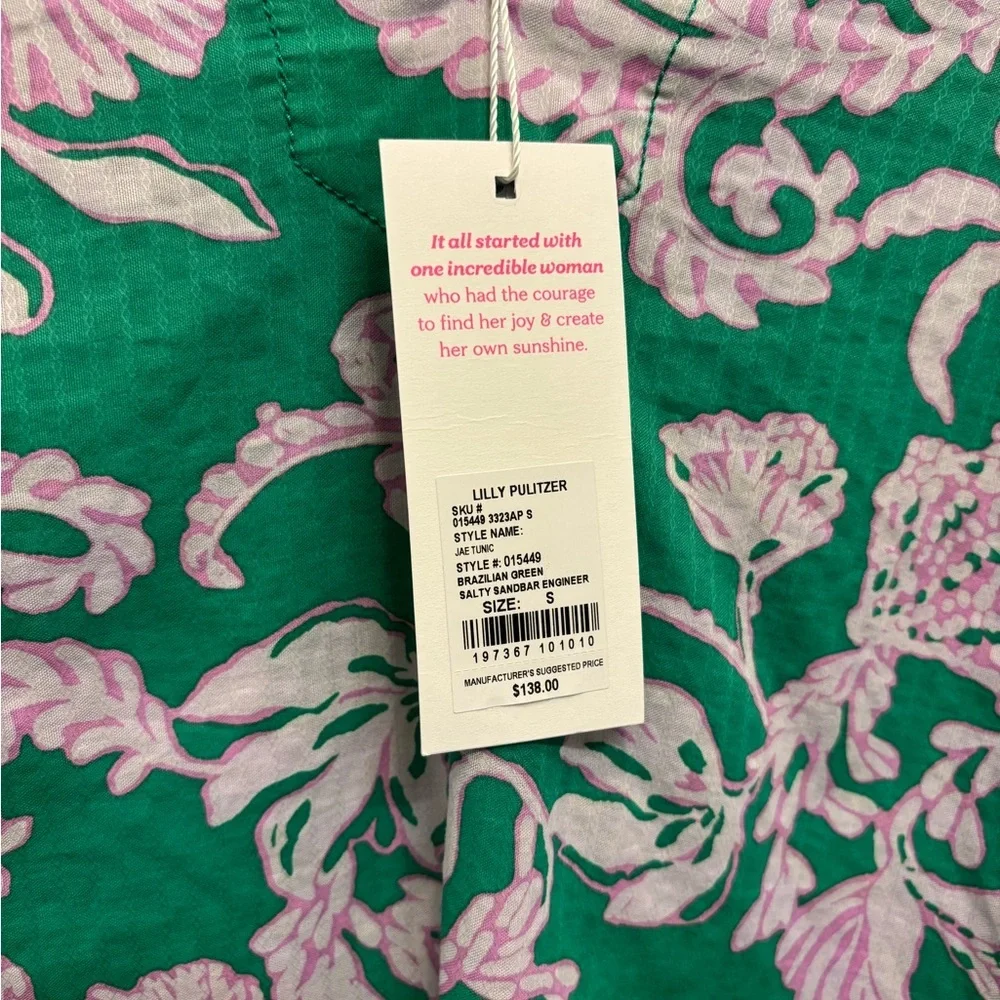 It all started with
one incredible woman
who had the courage
to find her joy & create
her own sunshine.
LILLY PULITZER
SKU #
015449 3323AP S
STYLE NAME:
JAE TUNIC
STYLE #: 015449
BRAZILIAN GREEN
SALTY SANDBAR ENGINEER
SIZE: S
197367 101010
MANUFACTURER'S SUGGESTED PRICE
$138.00